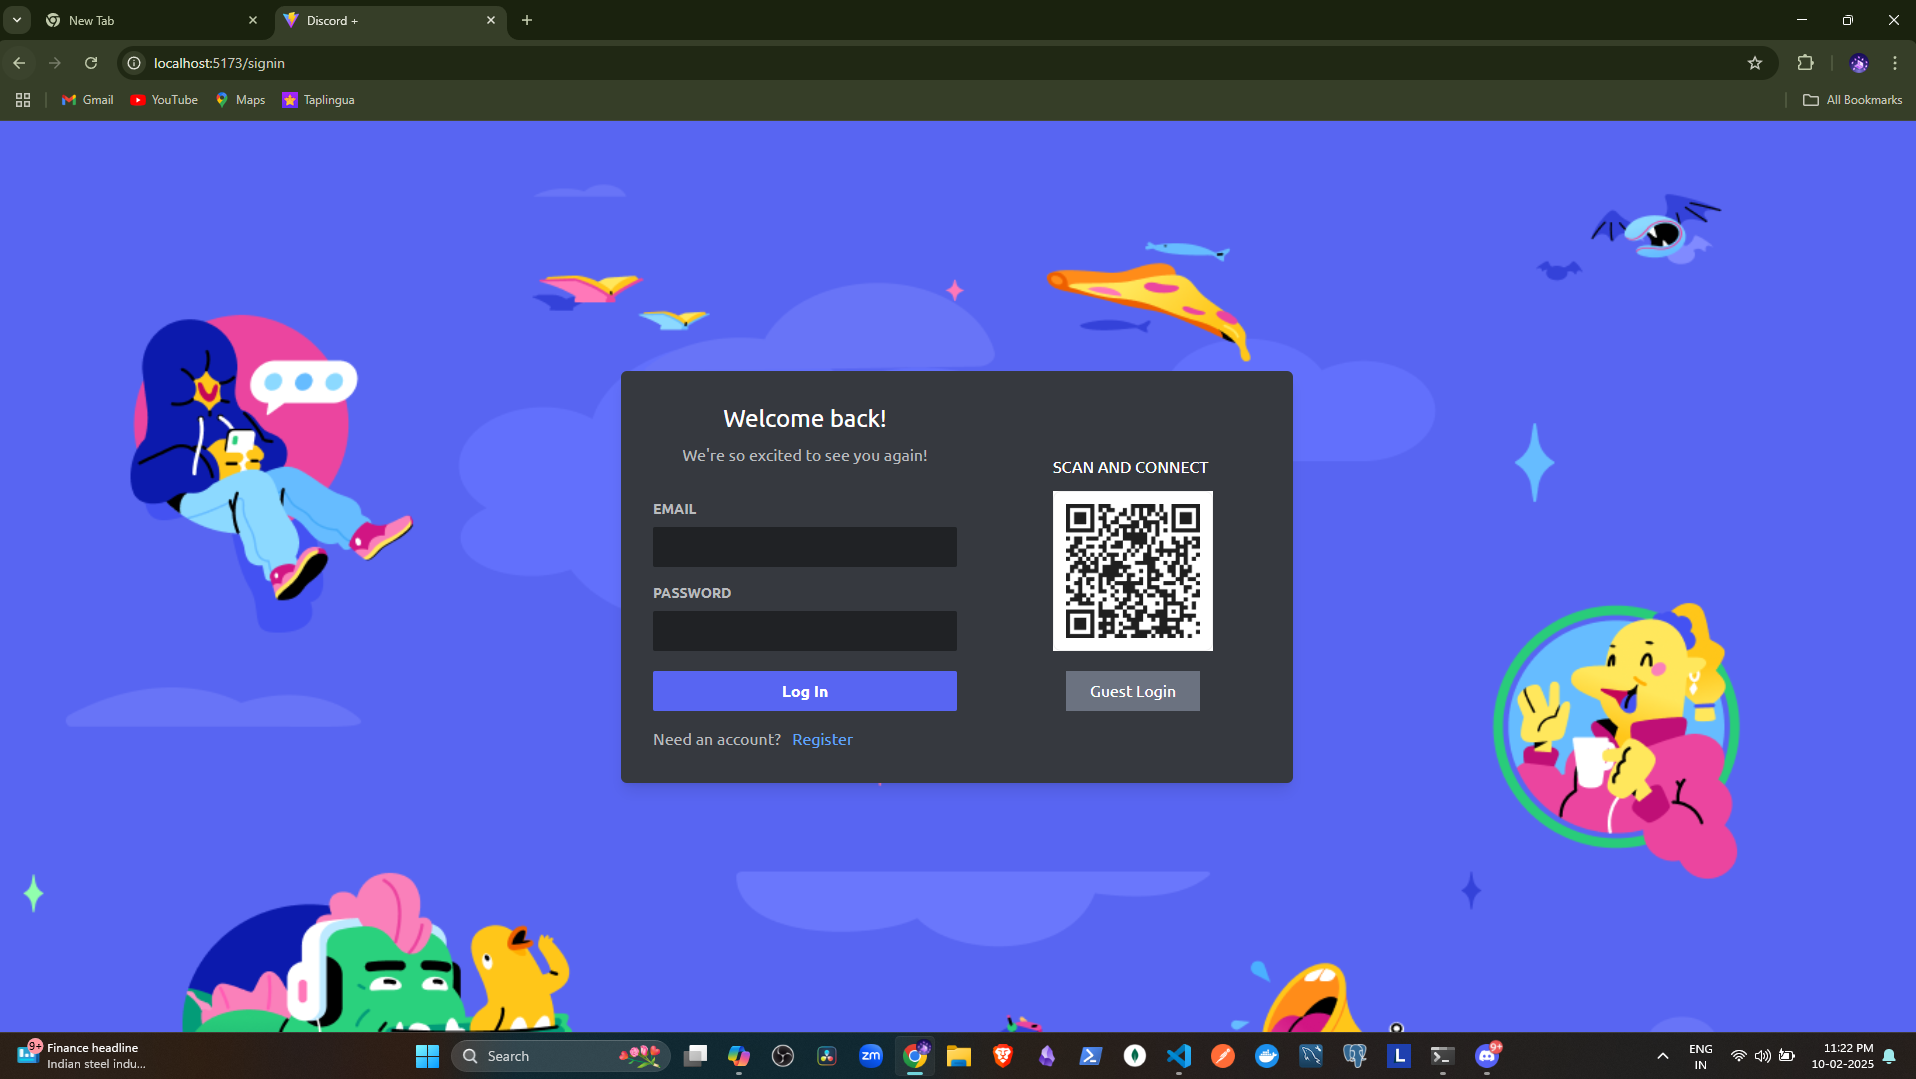 New Tab
Discord +
localhost:5173/signin
Gmail
YouTube
Maps
Taplingua
All Bookmarks
Welcome back!
We're so excited to see you again!
EMAIL
PASSWORD
Log In
Need an account? Register
SCAN AND CONNECT
Guest Login
9+
Finance headline
Indian steel indu...
Search
zm
L
9+
ENG
IN
11:22 PM
10-02-2025